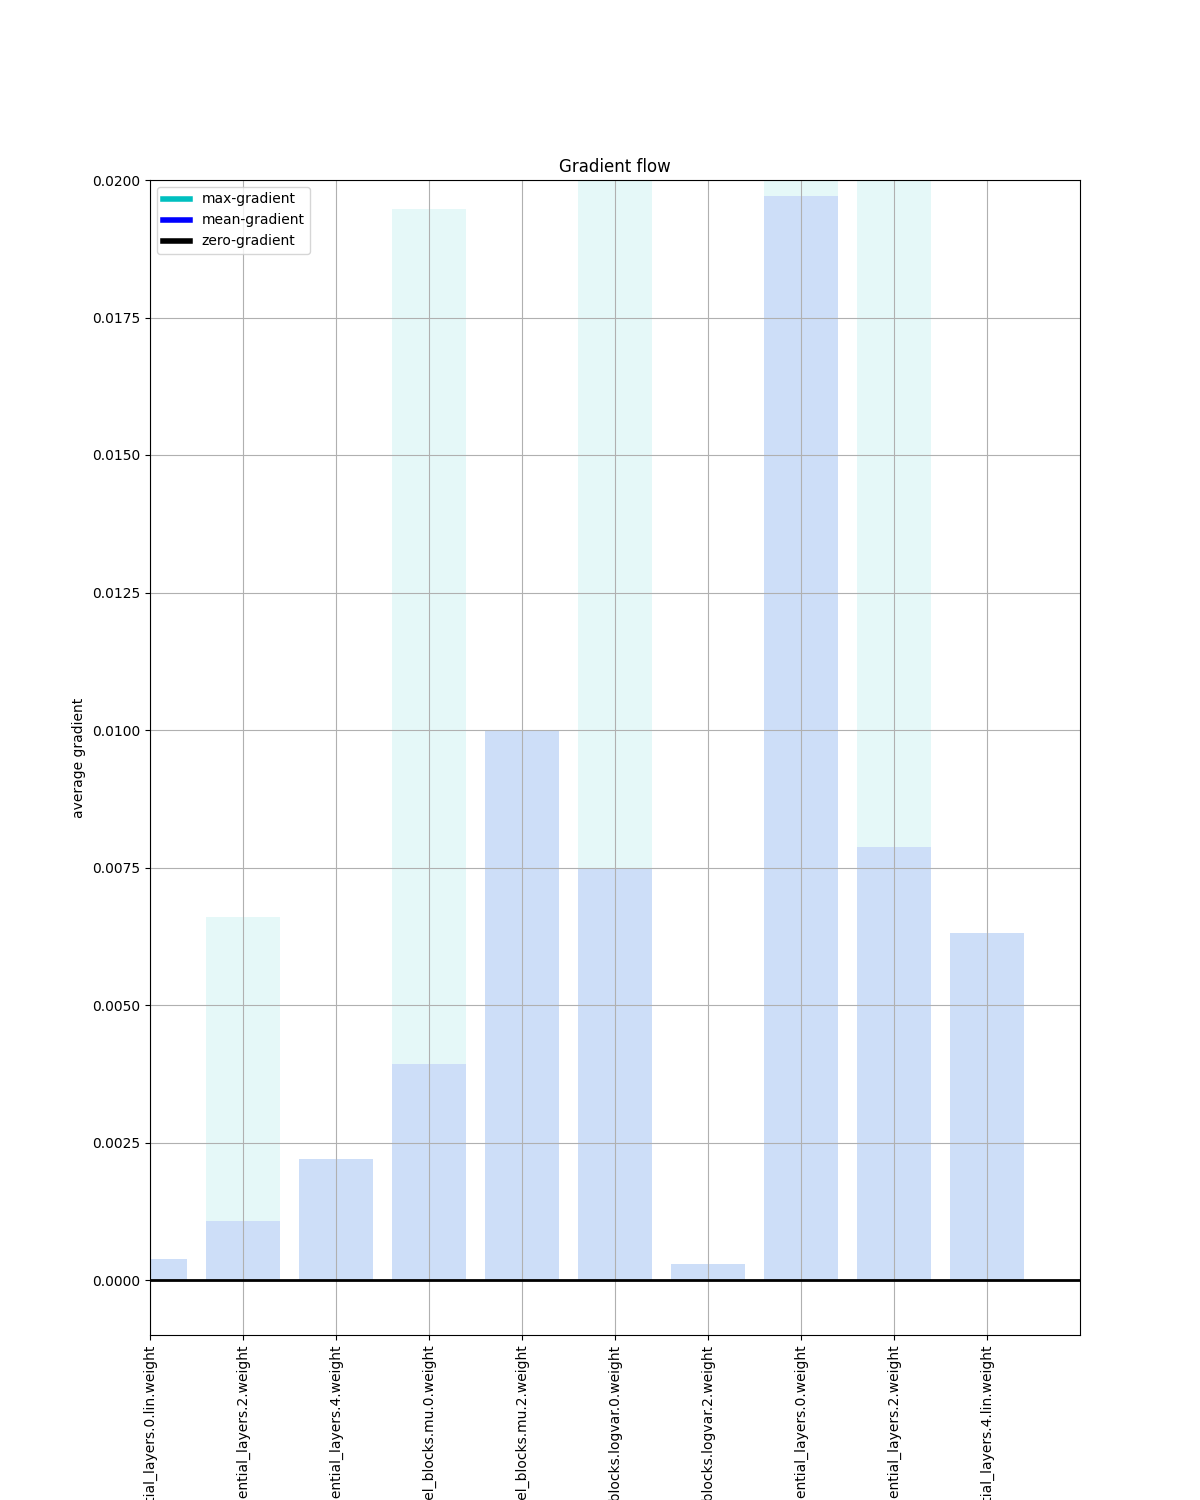 Gradient flow
max-gradient
mean-gradient
zero-gradient
average gradient
0.0200
0.0175
0.0150
0.0125
0.0100
0.0075
0.0050
0.0025
0.0000
tial_layers.0.lin.weight
ential_layers.2.weight
ential_layers.4.weight
el_blocks.mu.0.weight
el_blocks.mu.2.weight
blocks.logvar.0.weight
blocks.logvar.2.weight
ential_layers.0.weight
ential_layers.2.weight
tial_layers.4.lin.weight